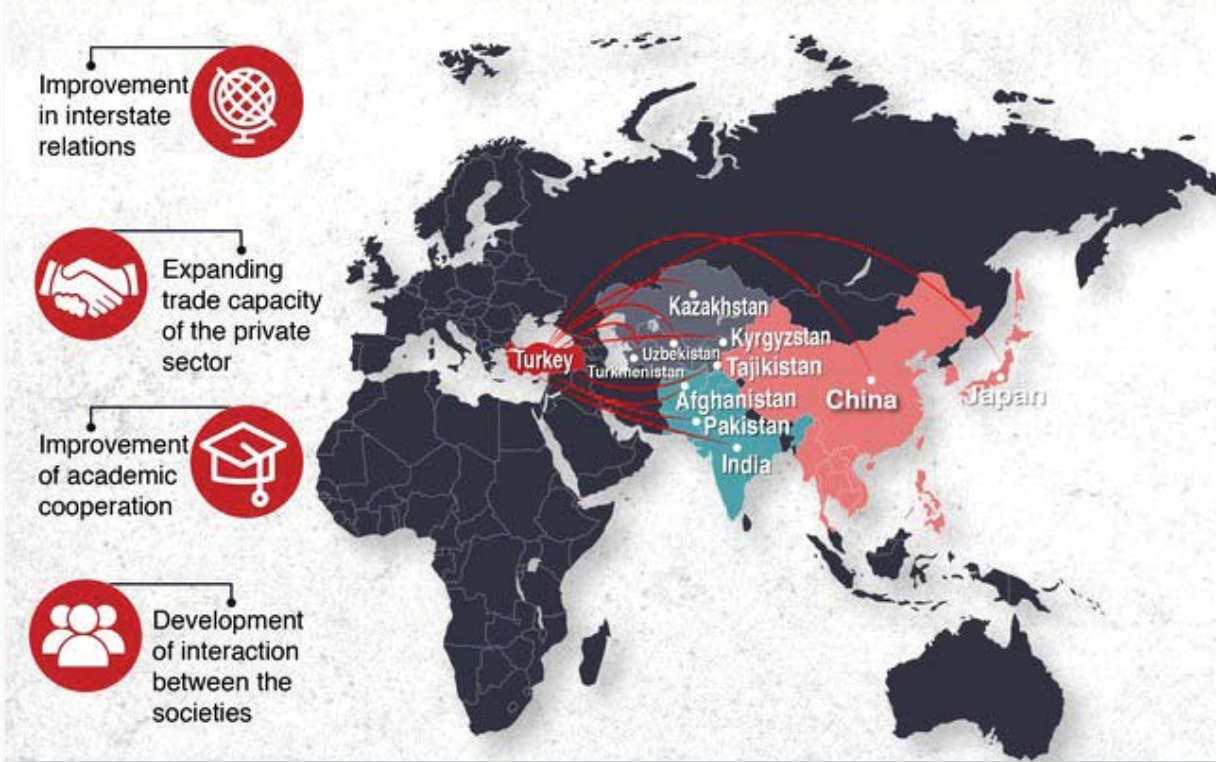 Improvement
in interstate
relations
Expanding
trade capacity
of the private
sector
Improvement
of academic
cooperation
Development
of interaction
between the
societies
Turkey
Kazakhstan
Kyrgyzstan
Uzbekistan
Turkmenistan
Tajikistan
Afghanistan
Pakistan
India
China
Japan